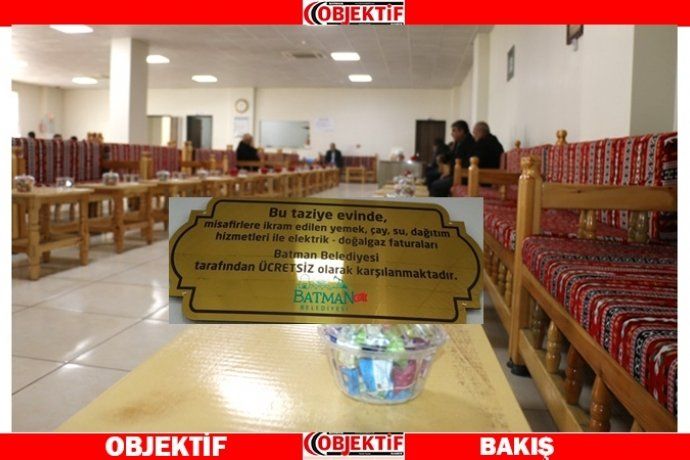 OBJEKTİF
Bu taziye evinde,
misafirlere ikram edilen yemek, çay, su, dağıtım
hizmetleri ile elektrik - doğalgaz faturaları
Batman Belediyesi
tarafından ÜCRETSİZ olarak karşılanmaktadır.
BATMAN
BELEDİYESİ
OBJEKTİF
OBJEKTİF
BAKIŞ